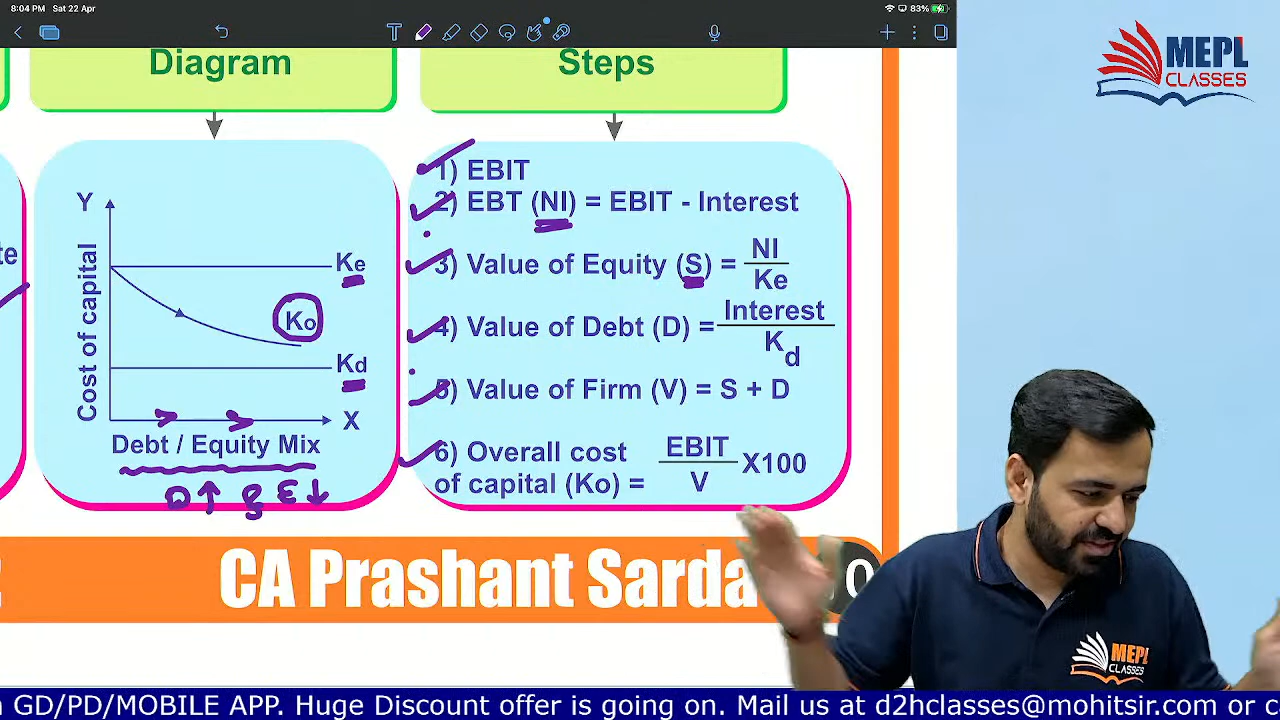 8:04 PM Sat 22 Apr
83%
T
MEPL
CLASSES
Diagram
Steps
Y
Cost of capital
Ke
Ko
Kd
X
Debt / Equity Mix
D↑ & E↓
te
1) EBIT
2) EBT (NI) = EBIT - Interest
3) Value of Equity (S) = NI / Ke
4) Value of Debt (D) = Interest / Kd
5) Value of Firm (V) = S + D
6) Overall cost
of capital (Ko) = EBIT / V X100
CA Prashant Sarda
MEPL
CLASSES
GD/PD/MOBILE APP. Huge Discount offer is going on. Mail us at d2hclasses@mohitsir.com or c